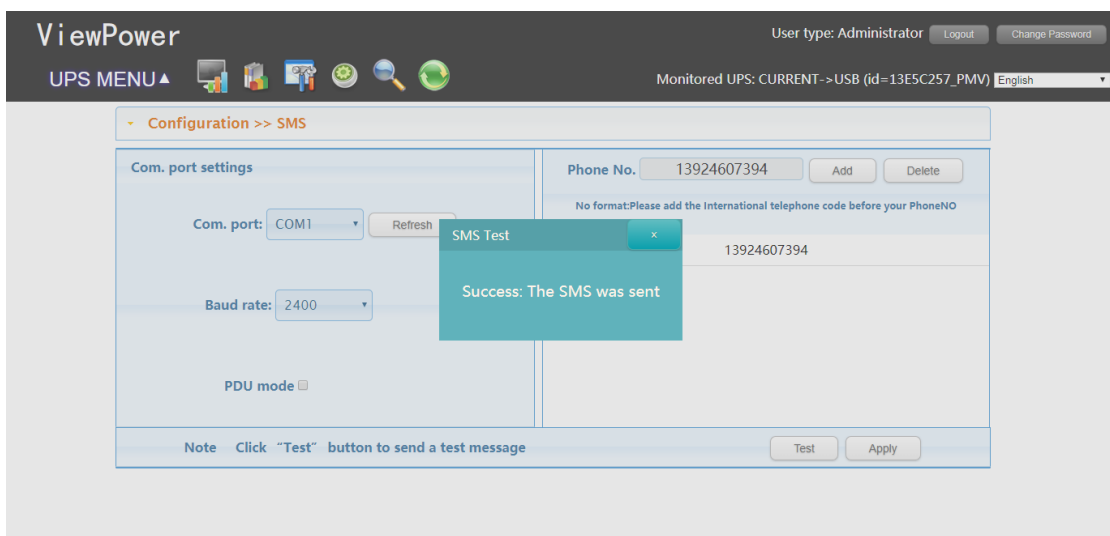 ViewPower
User type: Administrator Logout Change Password
UPS MENU▲
Monitored UPS: CURRENT->USB (id=13E5C257_PMV) English
Configuration >> SMS
Com. port settings
Com. port: COM1 Refresh
Baud rate: 2400
PDU mode
Phone No. 13924607394 Add Delete
No format:Please add the International telephone code before your PhoneNO
13924607394
SMS Test x
Success: The SMS was sent
Note Click "Test" button to send a test message
Test Apply